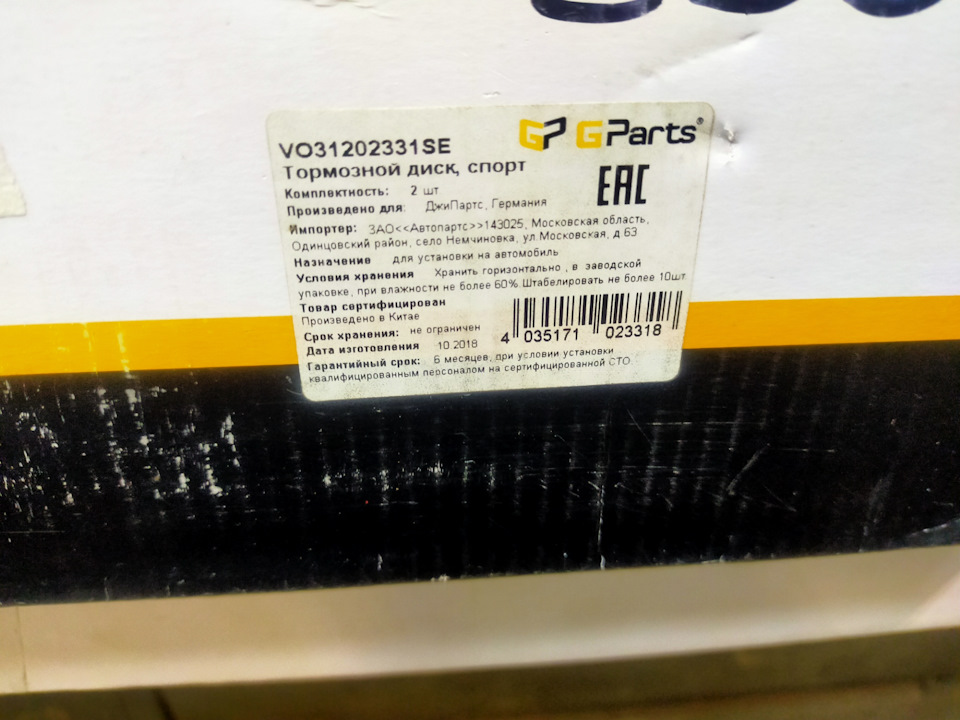 GP GParts®
VO31202331SE
Тормозной диск, спорт
EAC
Комплектность: 2 шт
Произведено для: ДжиПартс, Германия
Импортер: ЗАО<<Автопартс>>143025, Московская область,
Одинцовский район, село Немчиновка, ул.Московская, д 63
Назначение для установки на автомобиль
Условия хранения Хранить горизонтально , в заводской
упаковке, при влажности не более 60%.Штабелировать не более 10шт
Товар сертифицирован
Произведено в Китае
Срок хранения: не ограничен
Дата изготовления 10.2018
4 035171 023318
Гарантийный срок: 6 месяцев, при условии установки
квалифицированным персоналом на сертифицированной СТО.